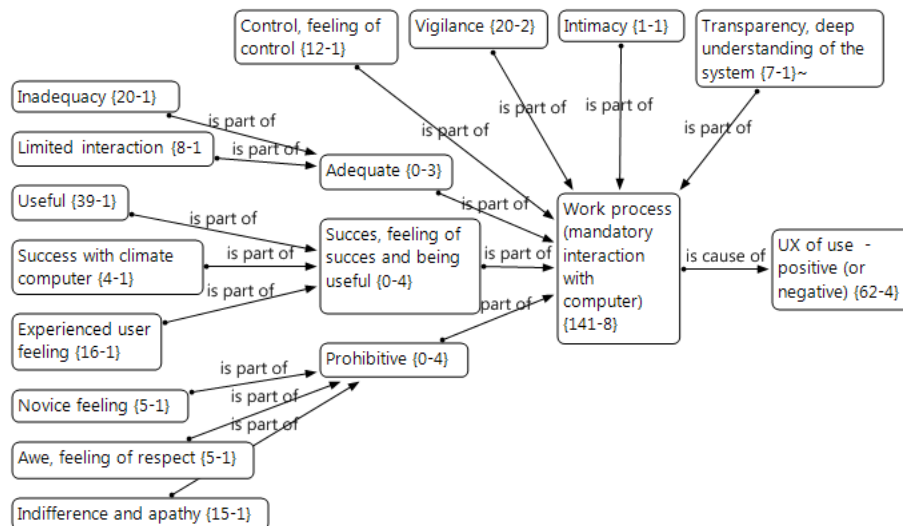 Control, feeling of
control {12-1}
Vigilance {20-2}
Intimacy {1-1}
Transparency, deep
understanding of the
system {7-1}~
Inadequacy {20-1}
is part of
is part of
is part of
is part of
Limited interaction {8-1
is part of
Adequate {0-3}
is part of
Useful {39-1}
is part of
Work process
(mandatory
interaction
with
computer)
{141-8}
Success with climate
computer {4-1}
is part of
Succes, feeling of
succes and being
useful {0-4}
is part of
is cause of
UX of use -
positive (or
negative) {62-4}
Experienced user
feeling {16-1}
is part of
part of
Prohibitive {0-4}
Novice feeling {5-1}
is part of
is part of
is part of
Awe, feeling of respect {5-1}
Indifference and apathy {15-1}